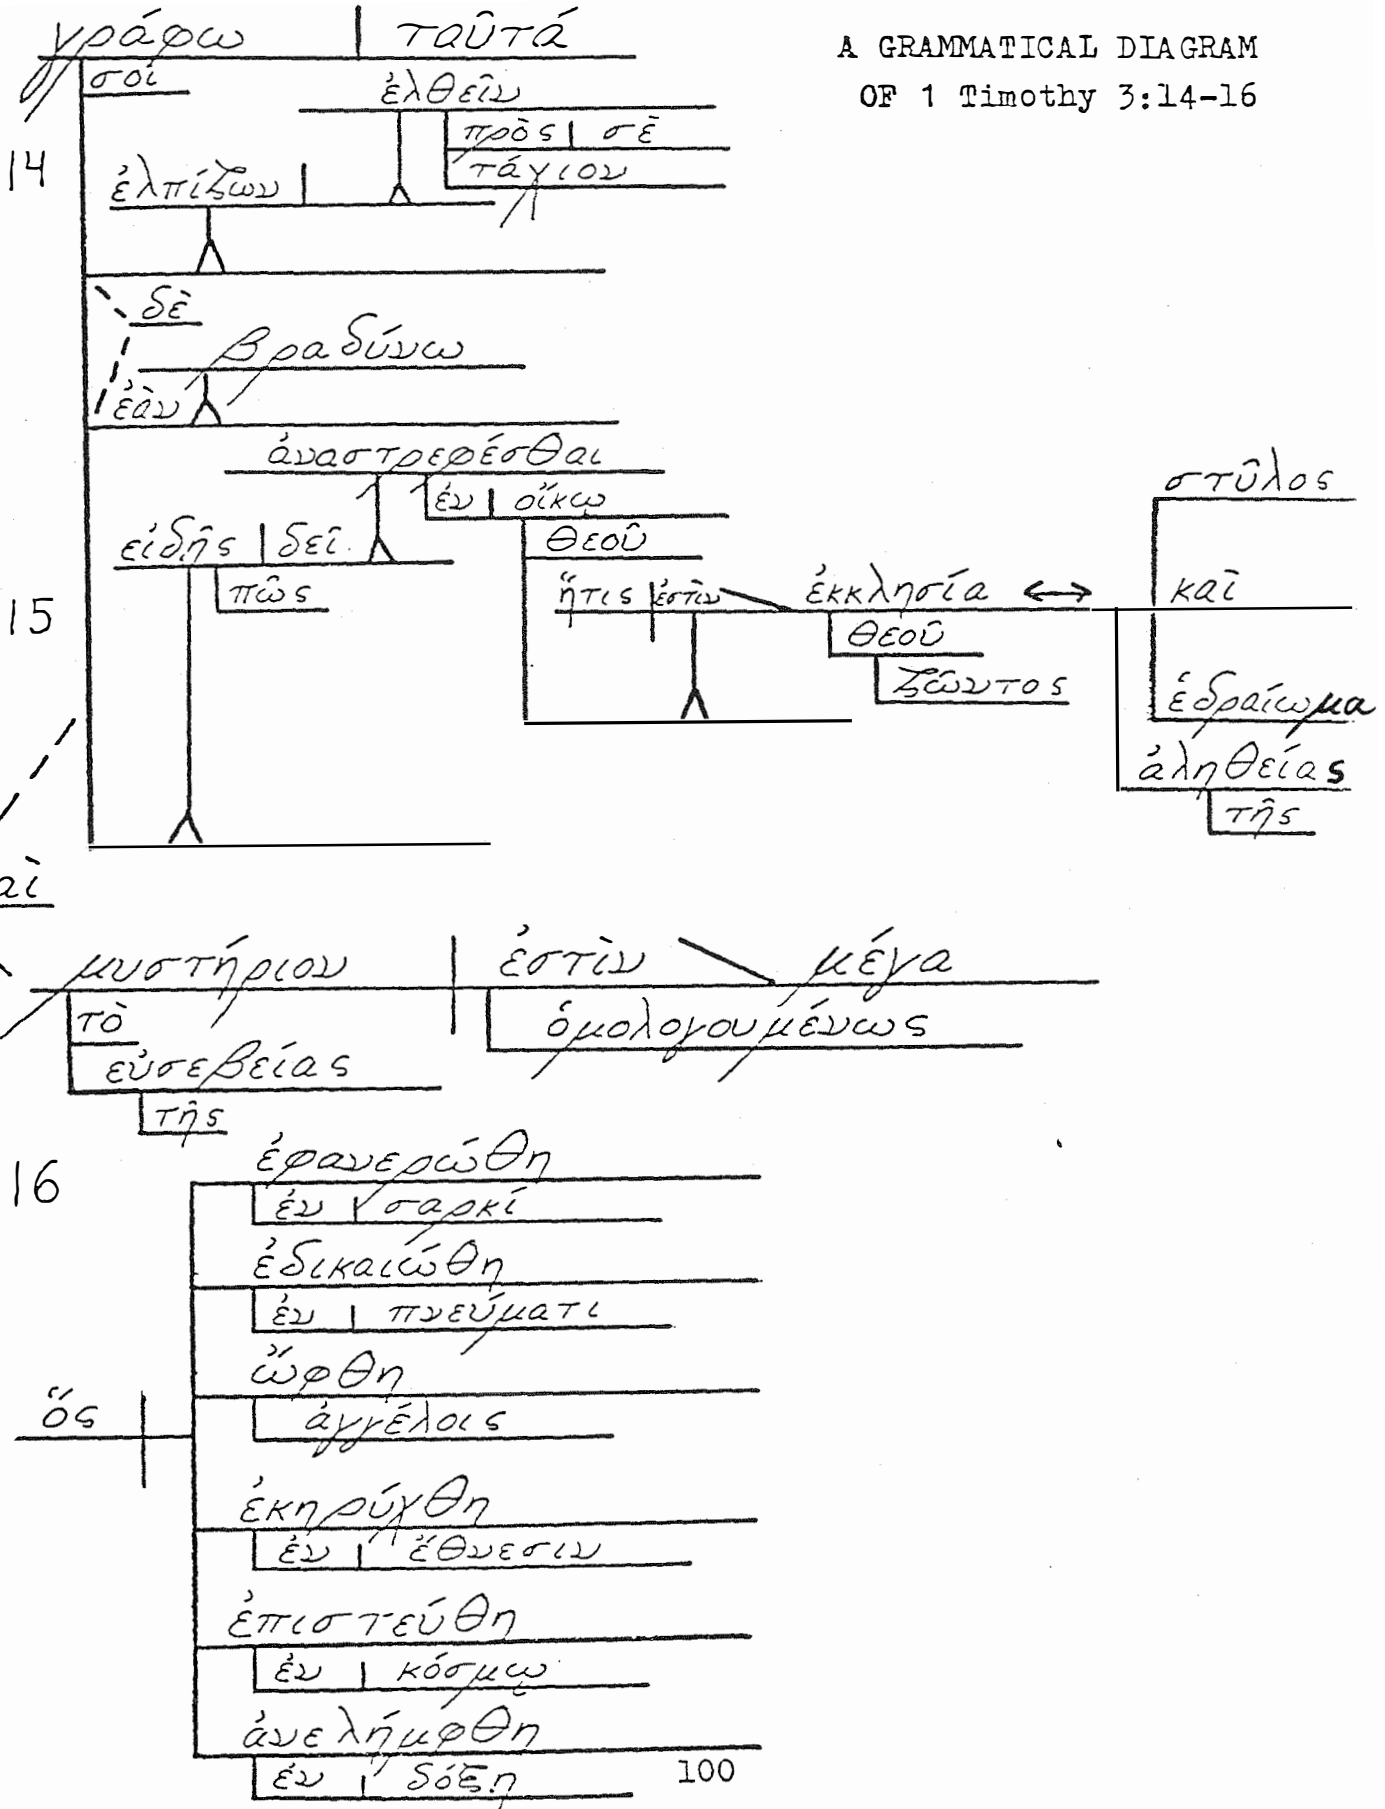 A GRAMMATICAL DIAGRAM
OF 1 Timothy 3:14-16
γράφω ταῦτά
σοί
ἐλθεῖν
πρὸς σὲ
τάχιον
14
ἐλπίζων
δὲ
βραδύνω
ἐὰν
ἀναστρεφέσθαι
ἐν οἴκῳ
θεοῦ
εἰδῇς δεῖ
πῶς
15
ἥτις ἐστὶν ἐκκλησία
θεοῦ
ζῶντος
στῦλος
καὶ
ἑδραίωμα
ἀληθείας
τῆς
αὶ
μυστήριον ἐστὶν μέγα
τὸ
ὁμολογουμένως
εὐσεβείας
τῆς
16
ὅς
ἐφανερώθη
ἐν σαρκί
ἐδικαιώθη
ἐν πνεύματι
ὤφθη
ἀγγέλοις
ἐκηρύχθη
ἐν ἔθνεσιν
ἐπιστεύθη
ἐν κόσμῳ
ἀνελήμφθη
ἐν δόξῃ
100